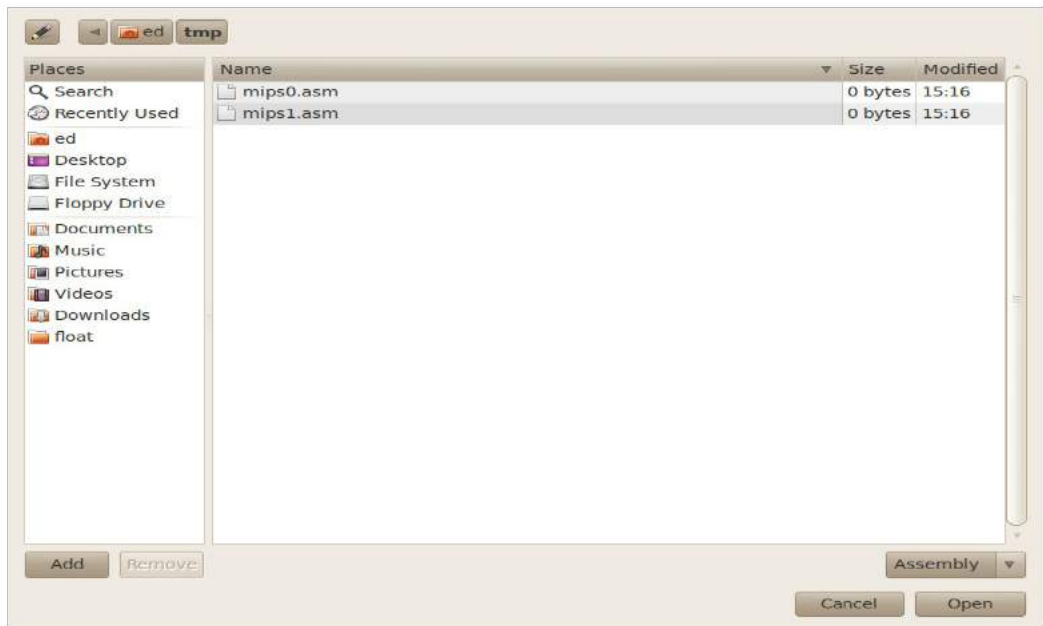 ed tmp
Places
Search
Recently Used
ed
Desktop
File System
Floppy Drive
Documents
Music
Pictures
Videos
Downloads
float
Name Size Modified
mips0.asm 0 bytes 15:16
mips1.asm 0 bytes 15:16
Add Remove
Assembly
Cancel Open